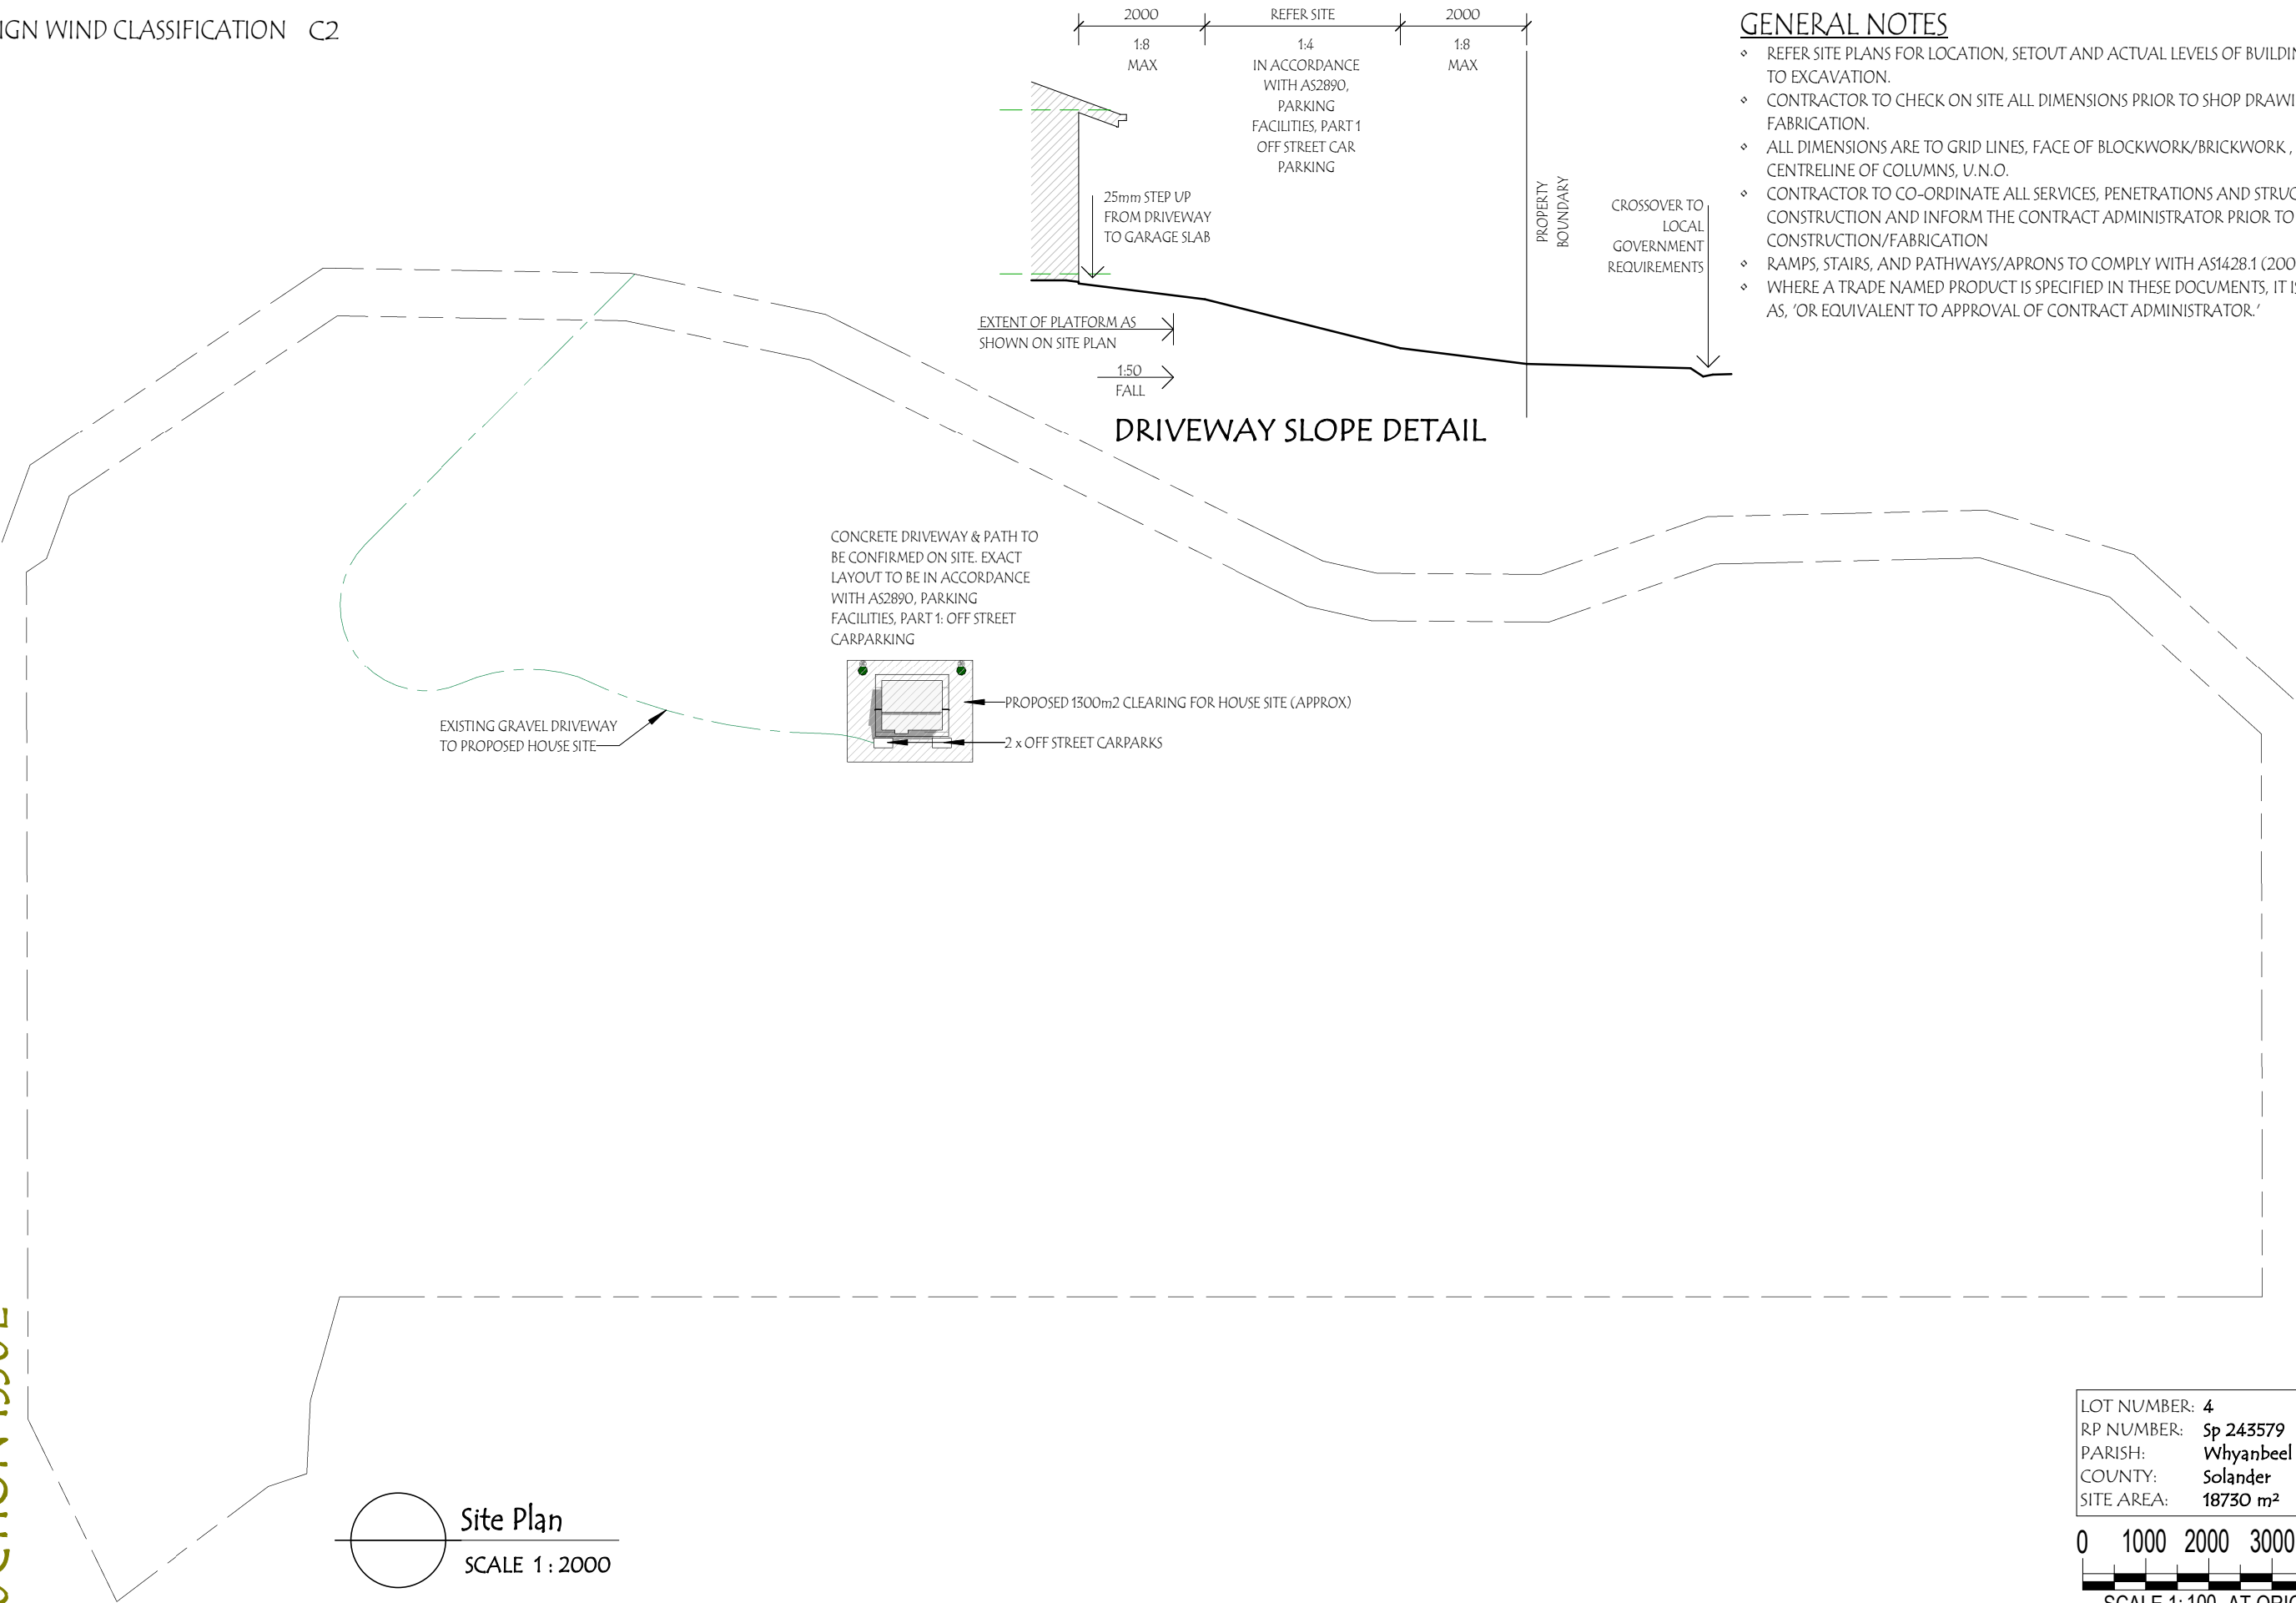 WIND CLASSIFICATION C2
2000
REFER SITE
2000
1:8
MAX
1:4
IN ACCORDANCE
WITH AS2890,
PARKING
FACILITIES, PART 1
OFF STREET CAR
PARKING
1:8
MAX
25mm STEP UP
FROM DRIVEWAY
TO GARAGE SLAB
PROPERTY
BOUNDARY
CROSSOVER TO
LOCAL
GOVERNMENT
REQUIREMENTS
EXTENT OF PLATFORM AS
SHOWN ON SITE PLAN
1:50
FALL
DRIVEWAY SLOPE DETAIL
GENERAL NOTES
REFER SITE PLANS FOR LOCATION, SETOUT AND ACTUAL LEVELS OF
TO EXCAVATION.
CONTRACTOR TO CHECK ON SITE ALL DIMENSIONS PRIOR TO SHOP
FABRICATION.
ALL DIMENSIONS ARE TO GRID LINES, FACE OF BLOCKWORK/BRICKWORK ,
CENTRELINE OF COLUMNS, U.N.O.
CONTRACTOR TO CO-ORDINATE ALL SERVICES, PENETRATIONS AND
CONSTRUCTION AND INFORM THE CONTRACT ADMINISTRATOR PRIOR TO
CONSTRUCTION/FABRICATION
RAMPS, STAIRS, AND PATHWAYS/APRONS TO COMPLY WITH AS1428.1
WHERE A TRADE NAMED PRODUCT IS SPECIFIED IN THESE DOCUMENTS, IT
AS, 'OR EQUIVALENT TO APPROVAL OF CONTRACT ADMINISTRATOR.'
CONCRETE DRIVEWAY & PATH TO
BE CONFIRMED ON SITE. EXACT
LAYOUT TO BE IN ACCORDANCE
WITH AS2890, PARKING
FACILITIES, PART 1: OFF STREET
CARPARKING
PROPOSED 1300m2 CLEARING FOR HOUSE SITE (APPROX)
2 x OFF STREET CARPARKS
EXISTING GRAVEL DRIVEWAY
TO PROPOSED HOUSE SITE
Site Plan
SCALE 1 : 2000
LOT NUMBER: 4
RP NUMBER: Sp 243579
PARISH: Whyanbeel
COUNTY: Solander
SITE AREA: 18730 m²
0 1000 2000 3000
SCALE 1:100 AT